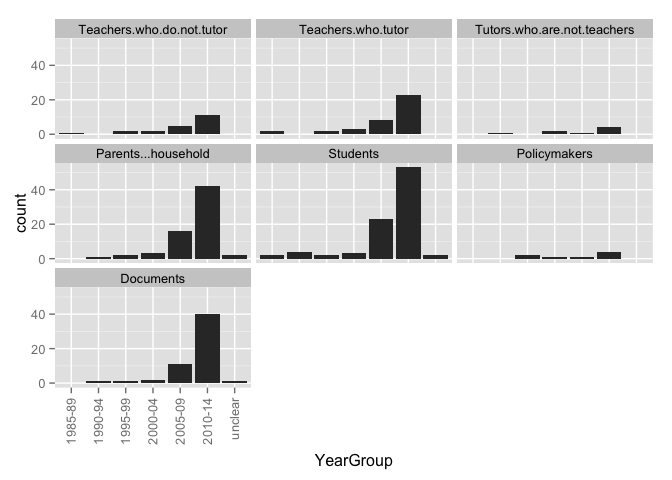 Teachers.who.do.not.tutor
Teachers.who.tutor
Tutors.who.are.not.teachers
40
20
0
Parents...household
Students
Policymakers
40
20
0
count
Documents
40
20
0
1985-89
1990-94
1995-99
2000-04
2005-09
2010-14
unclear
YearGroup